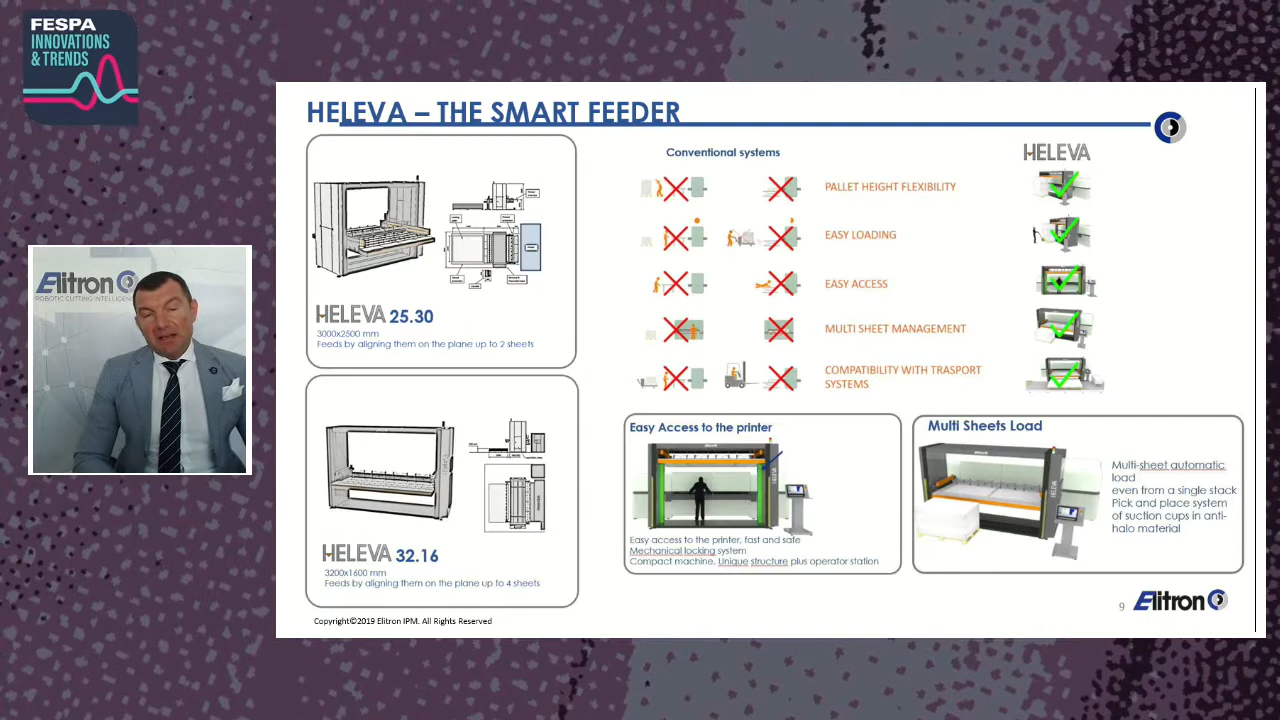 FESPA
INNOVATIONS
& TRENDS
Elitron
ROBOTIC CUTTING INTELLIGEN
HELEVA – THE SMART FEEDER
HELEVA 25.30
3000x2500 mm
Feeds by aligning them on the plane up to 2 sheets
HELEVA 32.16
3200x1600 mm
Feeds by aligning them on the plane up to 4 sheets
Conventional systems
HELEVA
PALLET HEIGHT FLEXIBILITY
EASY LOADING
EASY ACCESS
MULTI SHEET MANAGEMENT
COMPATIBILITY WITH TRASPORT
SYSTEMS
Easy Access to the printer
HELEVA
Easy access to the printer, fast and safe
Mechanical locking system
Compact machine, Unique structure plus operator station
Multi Sheets Load
HELEVA
Multi-sheet automatic
load
even from a single stack
Pick and place system
of suction cups in anti-
halo material
Copyright©2019 Elitron IPM. All Rights Reserved
9
Elitron